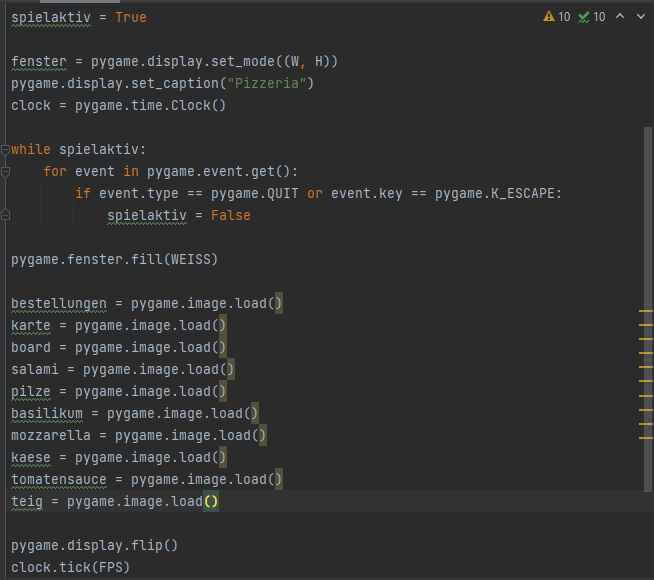 spielaktiv = True
10 10
fenster = pygame.display.set_mode((W, H))
pygame.display.set_caption("Pizzeria")
clock = pygame.time.Clock()
while spielaktiv:
for event in pygame.event.get():
if event.type == pygame.QUIT or event.key == pygame.K_ESCAPE:
spielaktiv = False
pygame.fenster.fill(WEISS)
bestellungen = pygame.image.load()
karte = pygame.image.load()
board = pygame.image.load()
salami = pygame.image.load()
pilze = pygame.image.load()
basilikum = pygame.image.load()
mozzarella = pygame.image.load()
kaese = pygame.image.load()
tomatensauce = pygame.image.load()
teig = pygame.image.load()
pygame.display.flip()
clock.tick(FPS)